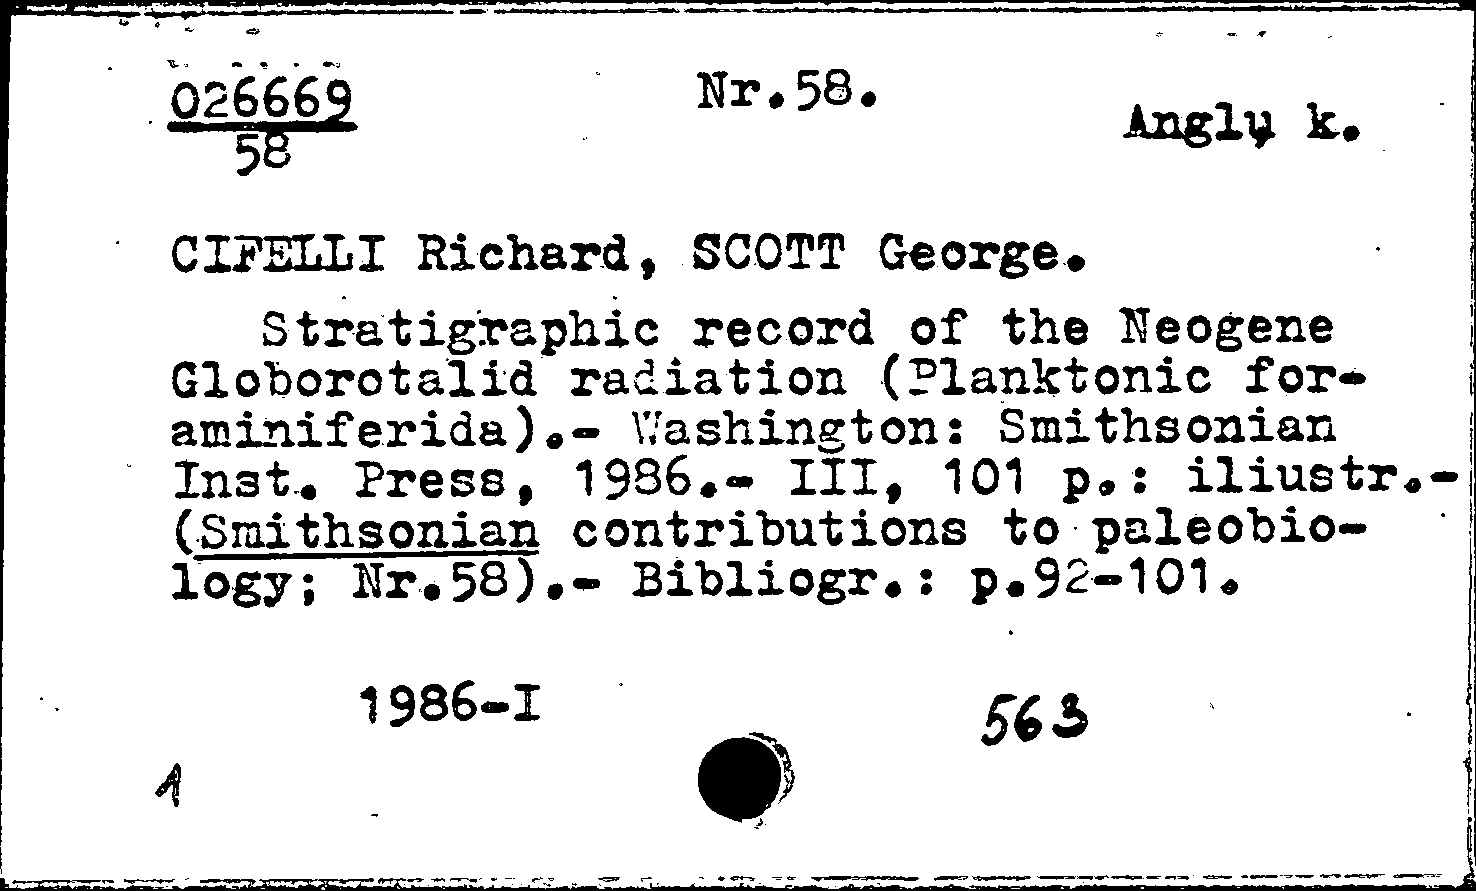 026669
58
Nr.58.
Anglų k.
CIFELLI Richard, SCOTT George.
Stratigraphic record of the Neogene
Globorotalid radiation (Planktonic for-
aminiferida).- Washington: Smithsonian
Inst. Press, 1986.- III, 101 p.: iliustr.-
(Smithsonian contributions to paleobio-
logy; Nr.58).- Bibliogr.: p.92-101.
1986-I
563
1